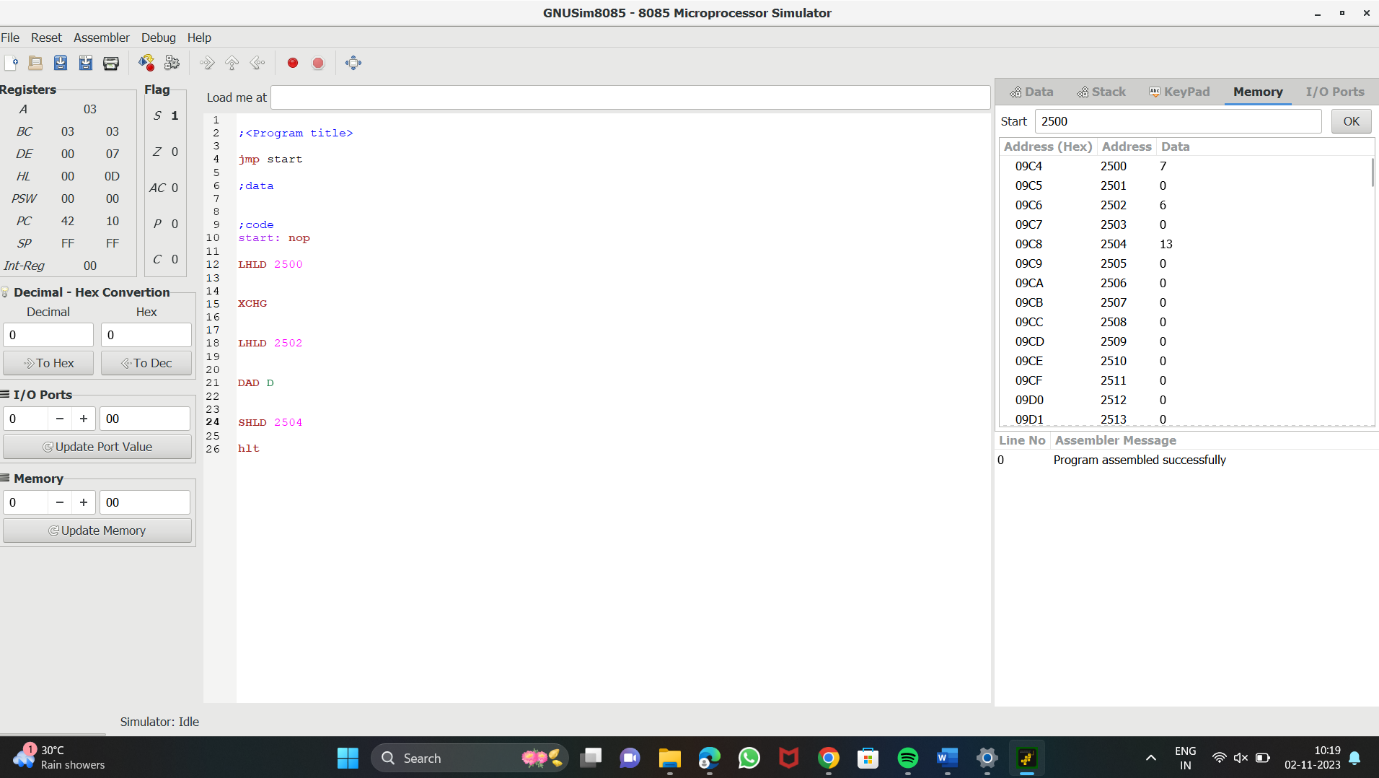 GNUSim8085 - 8085 Microprocessor Simulator
File Reset Assembler Debug Help
Registers
A 03
BC 03 03
DE 00 07
HL 00 0D
PSW 00 00
PC 42 10
SP FF FF
Int-Reg 00
Flag
S 1
Z 0
AC 0
P 0
C 0
Decimal - Hex Convertion
Decimal Hex
0 0
To Hex To Dec
I/O Ports
0 − + 00
Update Port Value
Memory
0 − + 00
Update Memory
Load me at
1
2 ;<Program title>
3
4 jmp start
5
6 ;data
7
8
9 ;code
10 start: nop
11
12 LHLD 2500
13
14
15 XCHG
16
17
18 LHLD 2502
19
20
21 DAD D
22
23
24 SHLD 2504
25
26 hlt
Data Stack KeyPad Memory I/O Ports
Start 2500 OK
Address (Hex) Address Data
09C4 2500 7
09C5 2501 0
09C6 2502 6
09C7 2503 0
09C8 2504 13
09C9 2505 0
09CA 2506 0
09CB 2507 0
09CC 2508 0
09CD 2509 0
09CE 2510 0
09CF 2511 0
09D0 2512 0
09D1 2513 0
Line No Assembler Message
0 Program assembled successfully
Simulator: Idle
1
30°C
Rain showers
Search
ENG
IN
10:19
02-11-2023